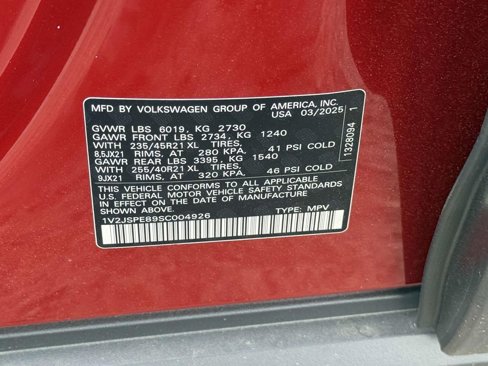 MFD BY VOLKSWAGEN GROUP OF AMERICA, INC.
USA 03/2025
GVWR LBS 6019, KG 2730
GAWR FRONT LBS 2734, KG 1240
WITH 235/45R21 XL TIRES,
8,5JX21 RIMS, AT 280 KPA. 41 PSI COLD
GAWR REAR LBS 3395, KG 1540
WITH 255/40R21 XL TIRES,
9JX21 RIMS, AT 320 KPA. 46 PSI COLD
THIS VEHICLE CONFORMS TO ALL APPLICABLE
U.S. FEDERAL MOTOR VEHICLE SAFETY STANDARDS
IN EFFECT ON THE DATE OF MANUFACTURE
SHOWN ABOVE.
1V2JSPE89SC004926 TYPE: MPV
1328094 1